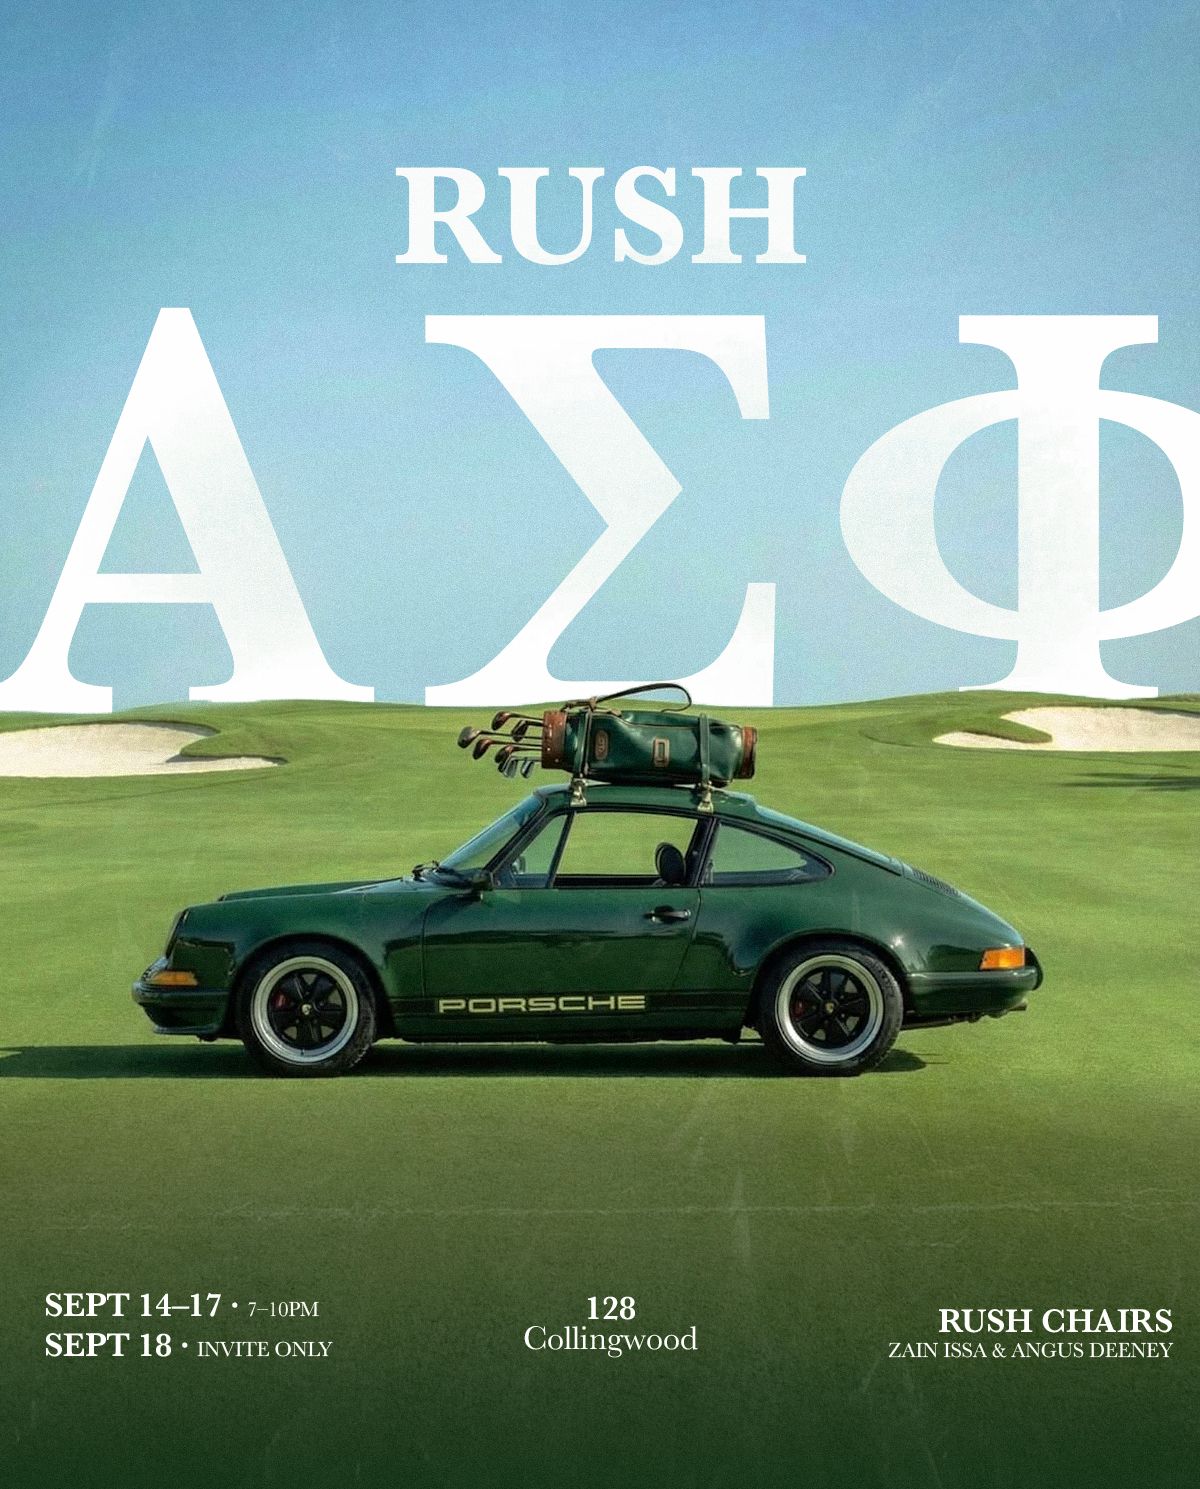 RUSH
ΑΣΦ
PORSCHE
SEPT 14–17 • 7–10PM
SEPT 18 • INVITE ONLY
128
Collingwood
RUSH CHAIRS
ZAIN ISSA & ANGUS DEENEY